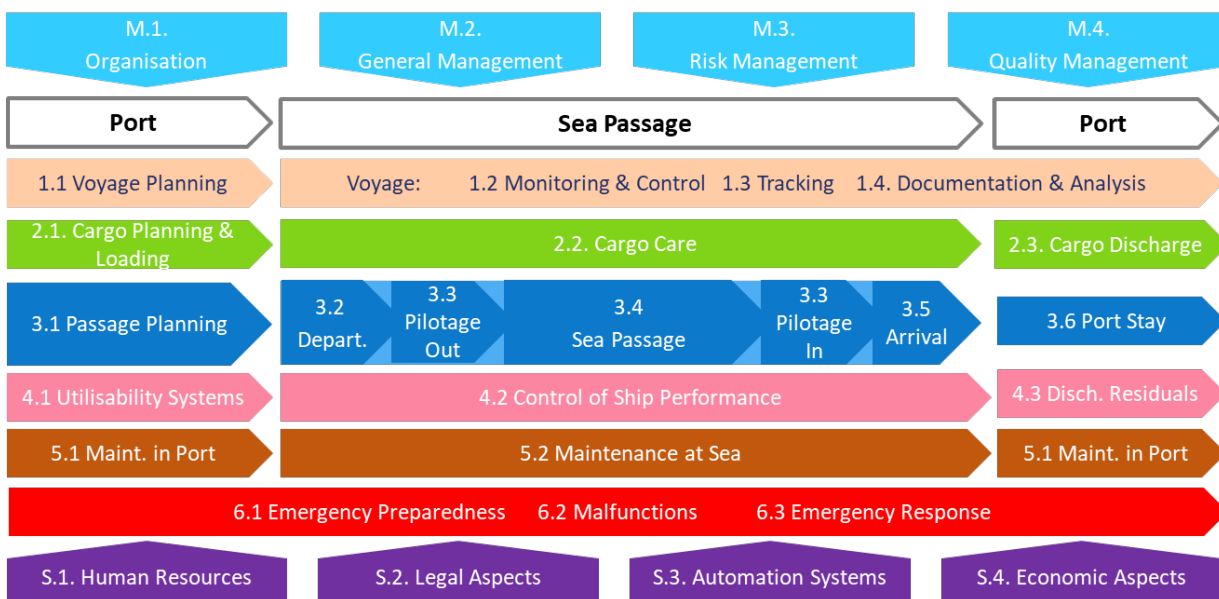 M.1.
Organisation
M.2.
General Management
M.3.
Risk Management
M.4.
Quality Management
Port
Sea Passage
Port
1.1 Voyage Planning
Voyage: 1.2 Monitoring & Control 1.3 Tracking 1.4. Documentation & Analysis
2.1. Cargo Planning &
Loading
2.2. Cargo Care
2.3. Cargo Discharge
3.1 Passage Planning
3.2
Depart.
3.3
Pilotage
Out
3.4
Sea Passage
3.3
Pilotage
In
3.5
Arrival
3.6 Port Stay
4.1 Utilisability Systems
4.2 Control of Ship Performance
4.3 Disch. Residuals
5.1 Maint. in Port
5.2 Maintenance at Sea
5.1 Maint. in Port
6.1 Emergency Preparedness 6.2 Malfunctions 6.3 Emergency Response
S.1. Human Resources
S.2. Legal Aspects
S.3. Automation Systems
S.4. Economic Aspects